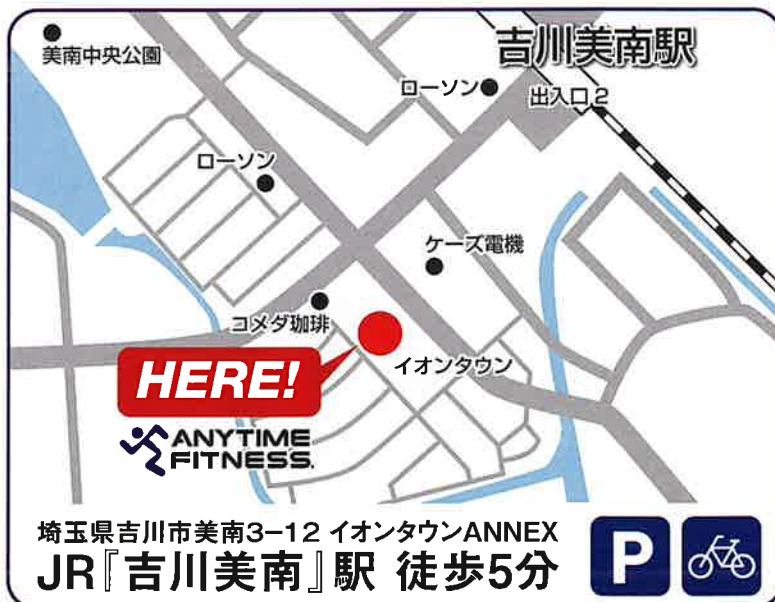 吉川美南駅
美南中央公園
ローソン
出入口2
ローソン
ケーズ電機
コメダ珈琲
イオンタウン
HERE!
ANYTIME
FITNESS.
埼玉県吉川市美南3-12 イオンタウンANNEX
JR『吉川美南』駅 徒歩5分
P